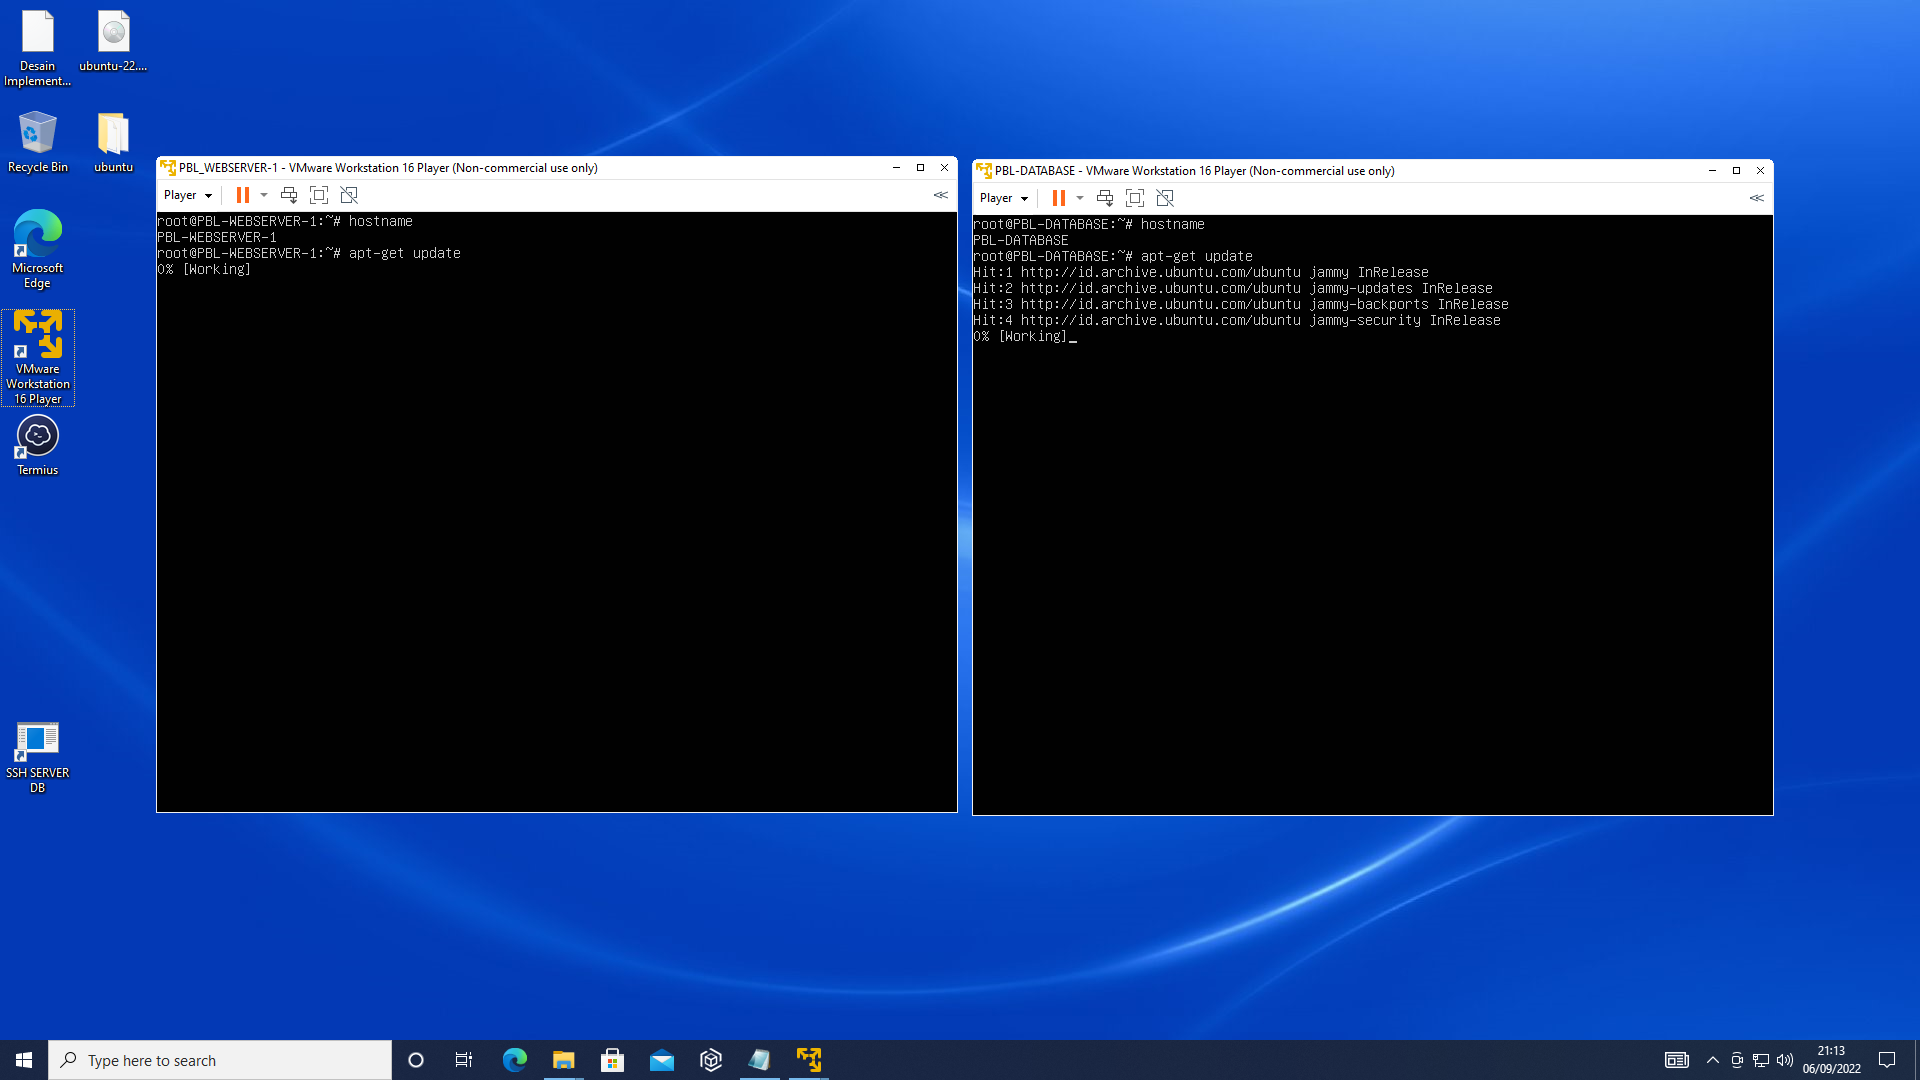 Desain
Implement...
ubuntu-22....
Recycle Bin
ubuntu
Microsoft
Edge
VMware
Workstation
16 Player
Termius
SSH SERVER
DB
PBL_WEBSERVER-1 - VMware Workstation 16 Player (Non-commercial use only)
Player
root@PBL-WEBSERVER-1:~# hostname
PBL-WEBSERVER-1
root@PBL-WEBSERVER-1:~# apt-get update
0% [Working]
PBL-DATABASE - VMware Workstation 16 Player (Non-commercial use only)
Player
root@PBL-DATABASE:~# hostname
PBL-DATABASE
root@PBL-DATABASE:~# apt-get update
Hit:1 http://id.archive.ubuntu.com/ubuntu jammy InRelease
Hit:2 http://id.archive.ubuntu.com/ubuntu jammy-updates InRelease
Hit:3 http://id.archive.ubuntu.com/ubuntu jammy-backports InRelease
Hit:4 http://id.archive.ubuntu.com/ubuntu jammy-security InRelease
0% [Working]_
Type here to search
21:13
06/09/2022